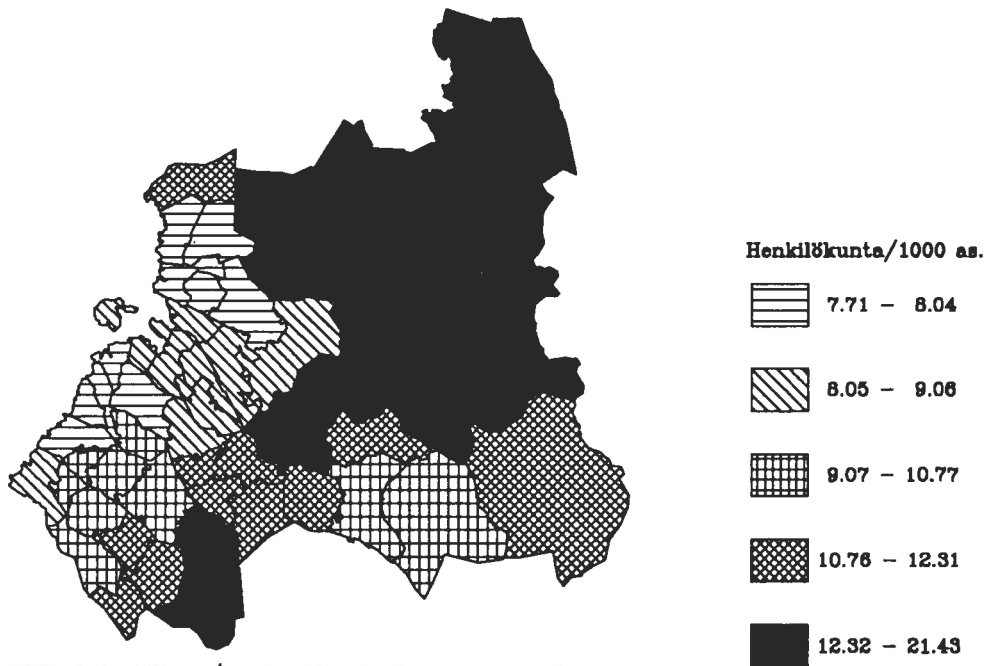 Henkilökunta/1000 as.
7.71 - 8.04
8.05 - 9.06
9.07 - 10.77
10.76 - 12.31
12.32 - 21.43